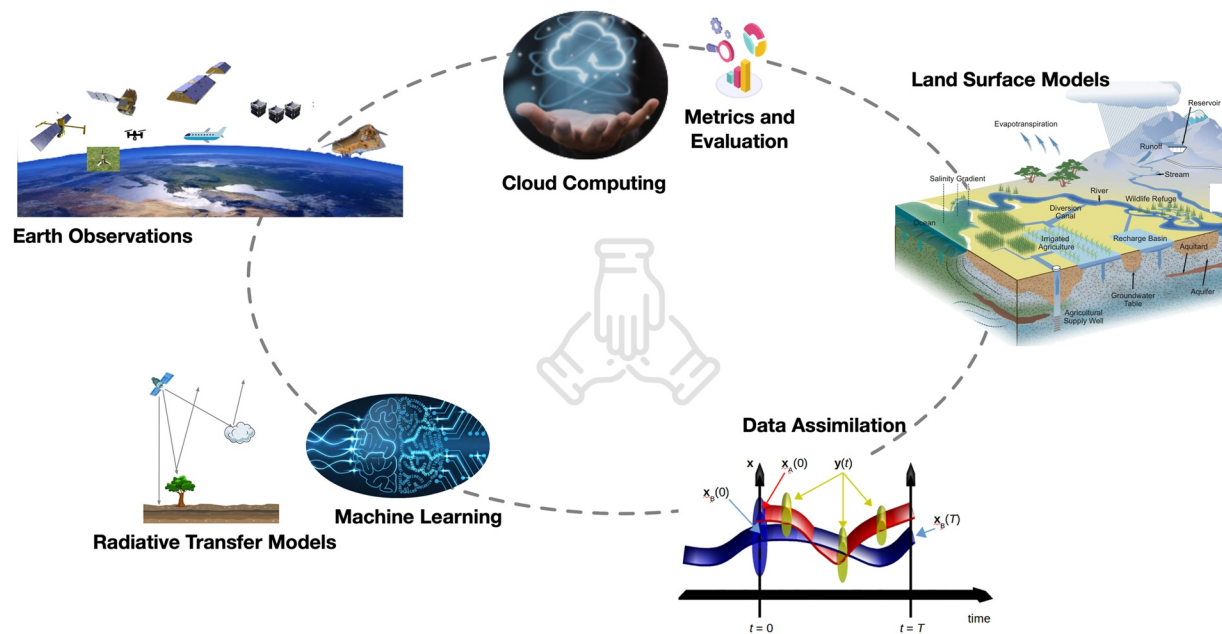 Cloud Computing
Metrics and
Evaluation
Land Surface Models
Reservoir
Evapotranspiration
Runoff
Stream
Salinity Gradient
River
Wildlife Refuge
Diversion
Canal
Ocean
Irrigated
Agriculture
Recharge Basin
Aquitard
Aquifer
Groundwater
Table
Agricultural
Supply Well
Earth Observations
Radiative Transfer Models
Machine Learning
Data Assimilation
x
x_A(0)
y(t)
x_B(0)
x_B(T)
time
t = 0
t = T